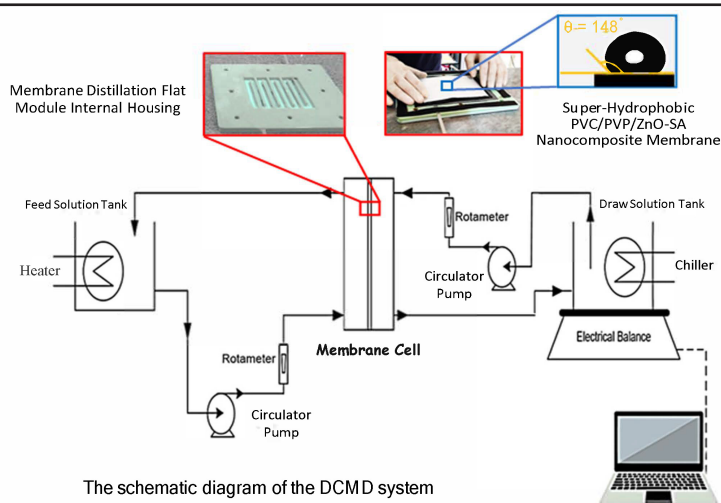 θ = 148°
Membrane Distillation Flat
Module Internal Housing
Super-Hydrophobic
PVC/PVP/ZnO-SA
Nanocomposite Membrane
Feed Solution Tank
Rotameter
Draw Solution Tank
Heater
Circulator
Pump
Chiller
Membrane Cell
Electrical Balance
Rotameter
Circulator
Pump
The schematic diagram of the DCMD system